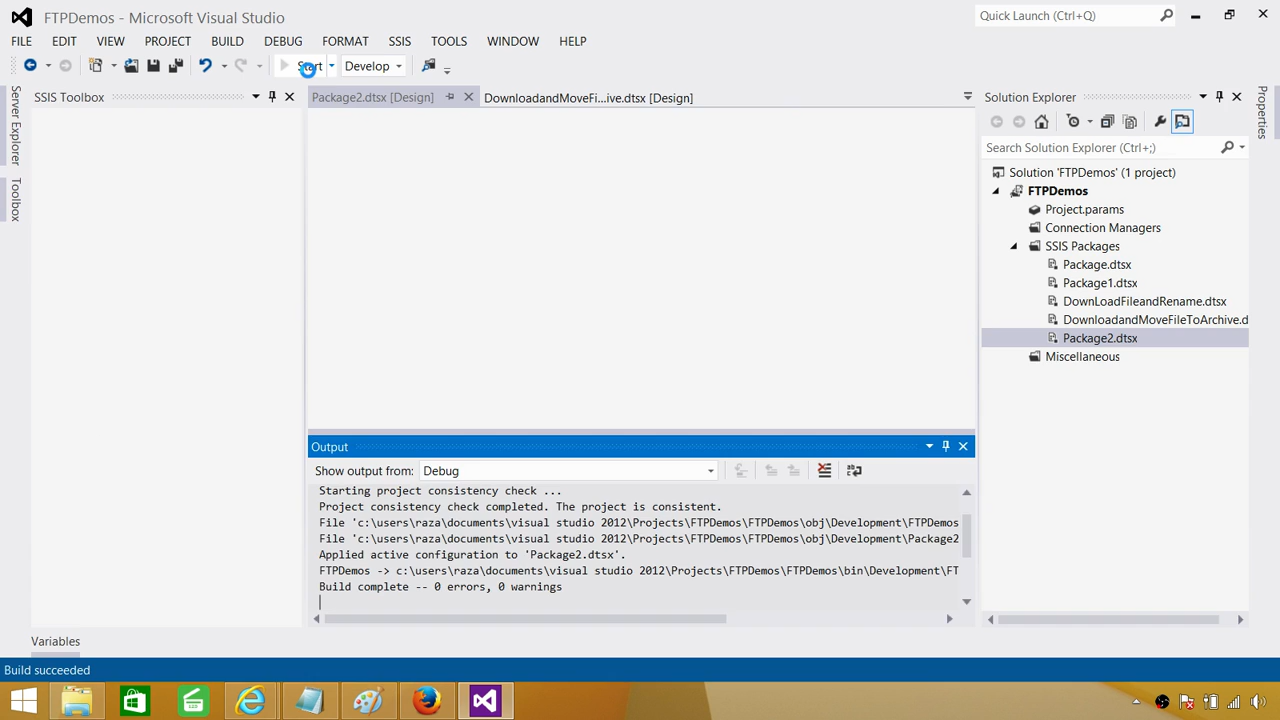 FTPDemos - Microsoft Visual Studio
Quick Launch (Ctrl+Q)
FILE EDIT VIEW PROJECT BUILD DEBUG FORMAT SSIS TOOLS WINDOW HELP
Start Develop
SSIS Toolbox
Package2.dtsx [Design]
DownloadandMoveFi...ive.dtsx [Design]
Solution Explorer
Server Explorer
Toolbox
Properties
Search Solution Explorer (Ctrl+;)
Solution 'FTPDemos' (1 project)
FTPDemos
Project.params
Connection Managers
SSIS Packages
Package.dtsx
Package1.dtsx
DownLoadFileandRename.dtsx
DownloadandMoveFileToArchive.d
Package2.dtsx
Miscellaneous
Output
Show output from: Debug
Starting project consistency check ...
Project consistency check completed. The project is consistent.
File 'c:\users\raza\documents\visual studio 2012\Projects\FTPDemos\FTPDemos\obj\Development\FTPDemos
File 'c:\users\raza\documents\visual studio 2012\Projects\FTPDemos\FTPDemos\obj\Development\Package2
Applied active configuration to 'Package2.dtsx'.
FTPDemos -> c:\users\raza\documents\visual studio 2012\Projects\FTPDemos\FTPDemos\bin\Development\FT
Build complete -- 0 errors, 0 warnings
Variables
Build succeeded